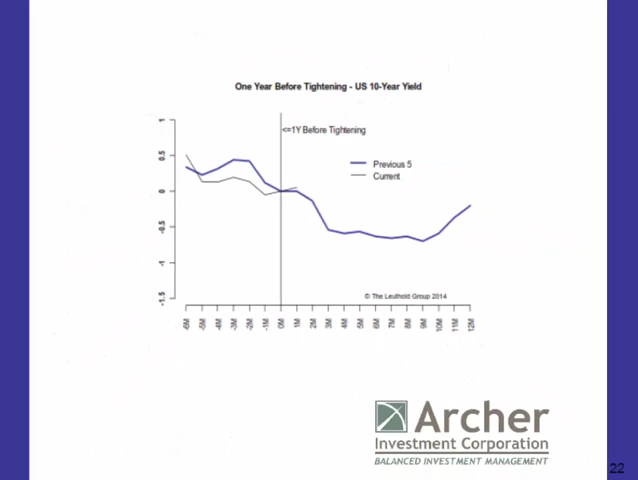 One Year Before Tightening - US 10-Year Yield
<=1Y Before Tightening
Previous 5
Current
1
0.5
0
-0.5
-1
-1.5
© The Leuthold Group 2014
-6M -5M -4M -3M -2M -1M 0M 1M 2M 3M 4M 5M 6M 7M 8M 9M 10M 11M 12M
Archer
Investment Corporation
BALANCED INVESTMENT MANAGEMENT
22